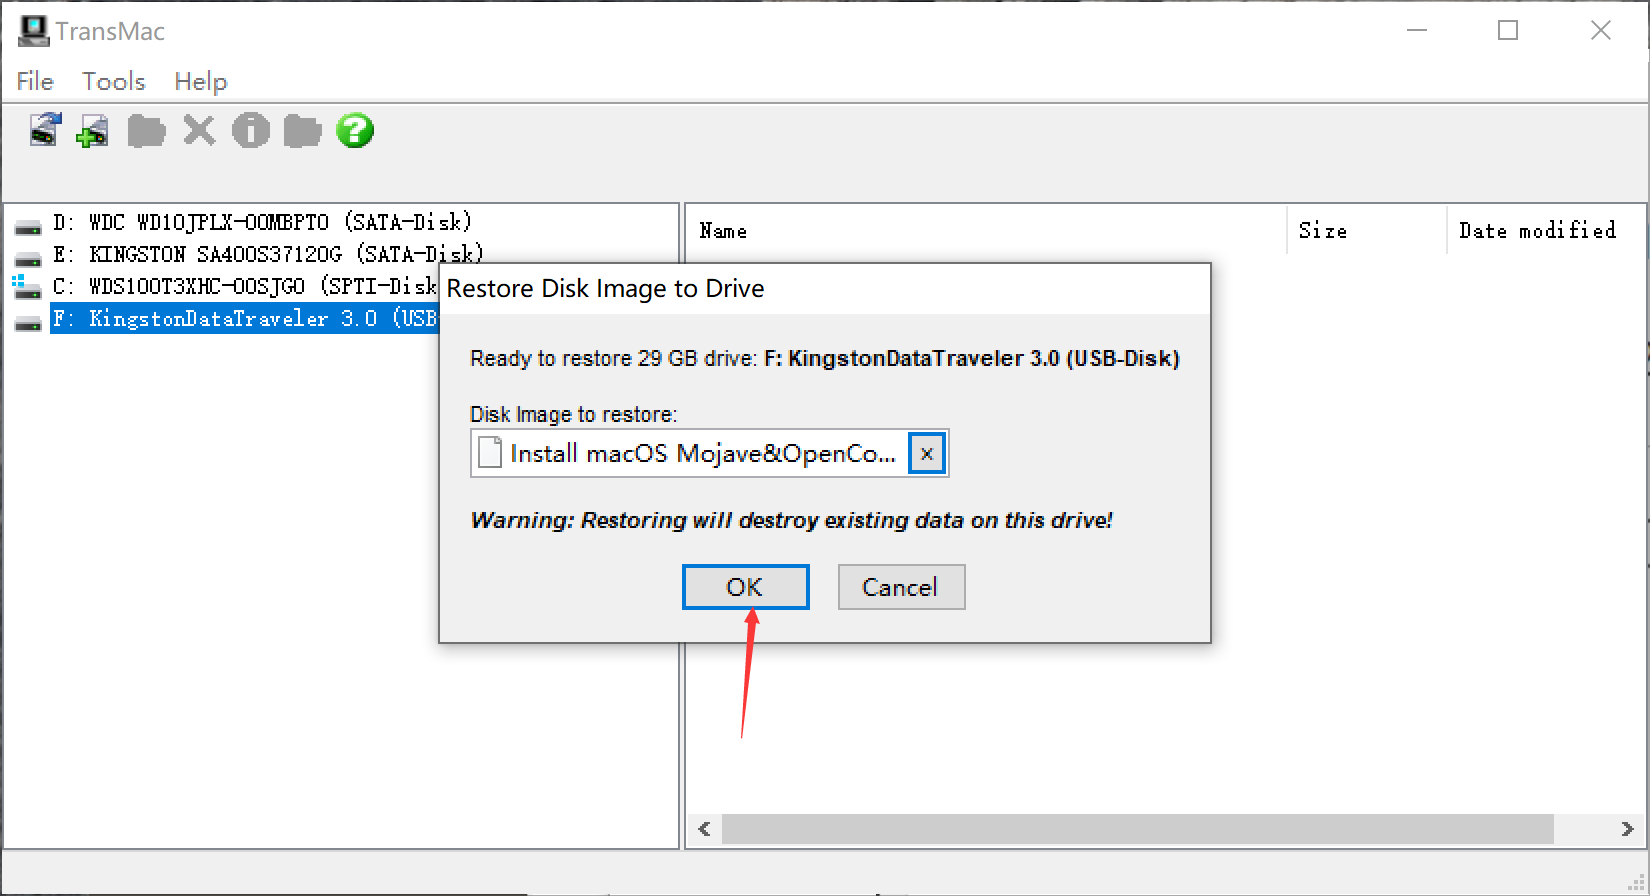 TransMac
File Tools Help
D: WDC WD10JPLX-00MBPT0 (SATA-Disk)
E: KINGSTON SA400S37120G (SATA-Disk)
C: WDS100T3XHC-00SJG0 (SPTI-Disk
F: KingstonDataTraveler 3.0 (USB-
Name Size Date modified
Restore Disk Image to Drive
Ready to restore 29 GB drive: F: KingstonDataTraveler 3.0 (USB-Disk)
Disk Image to restore:
Install macOS Mojave&OpenCo...
Warning: Restoring will destroy existing data on this drive!
OK Cancel